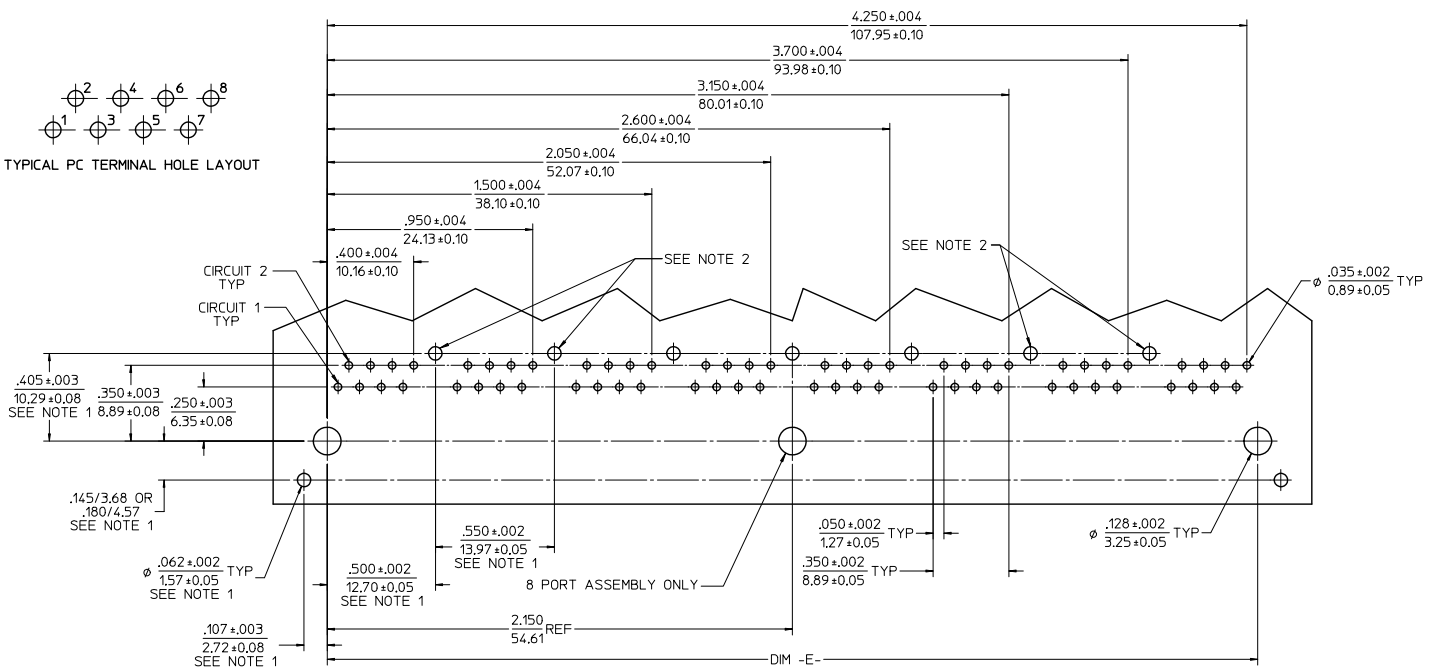 4.250±.004
107.95±0.10
3.700±.004
93.98±0.10
3.150±.004
80.01±0.10
2.600±.004
66.04±0.10
2.050±.004
52.07±0.10
1.500±.004
38.10±0.10
.950±.004
24.13±0.10
.400±.004
10.16±0.10
2 4 6 8
1 3 5 7
TYPICAL PC TERMINAL HOLE LAYOUT
SEE NOTE 2
SEE NOTE 2
CIRCUIT 2
TYP
CIRCUIT 1
TYP
ø .035±.002 TYP
0.89±0.05
.405±.003
10.29±0.08
SEE NOTE 1
.350±.003
8.89±0.08
.250±.003
6.35±0.08
.145/3.68 OR
.180/4.57
SEE NOTE 1
ø .062±.002 TYP
1.57±0.05
SEE NOTE 1
.107±.003
2.72±0.08
SEE NOTE 1
.550±.002
13.97±0.05
SEE NOTE 1
.500±.002
12.70±0.05
SEE NOTE 1
8 PORT ASSEMBLY ONLY
2.150 REF
54.61
DIM -E-
.050±.002 TYP
1.27±0.05
.350±.002 TYP
8.89±0.05
ø .128±.002 TYP
3.25±0.05